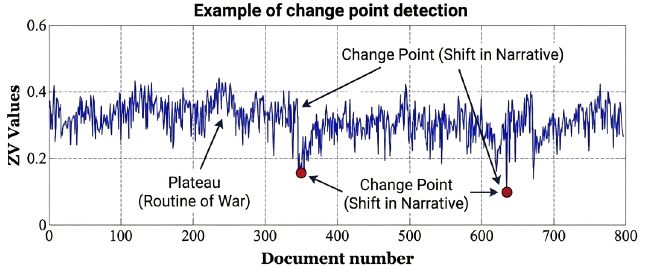 Example of change point detection
0.6
0.4
0.2
0
ZV Values
Change Point (Shift in Narrative)
Plateau
(Routine of War)
Change Point
(Shift in Narrative)
0 100 200 300 400 500 600 700 800
Document number